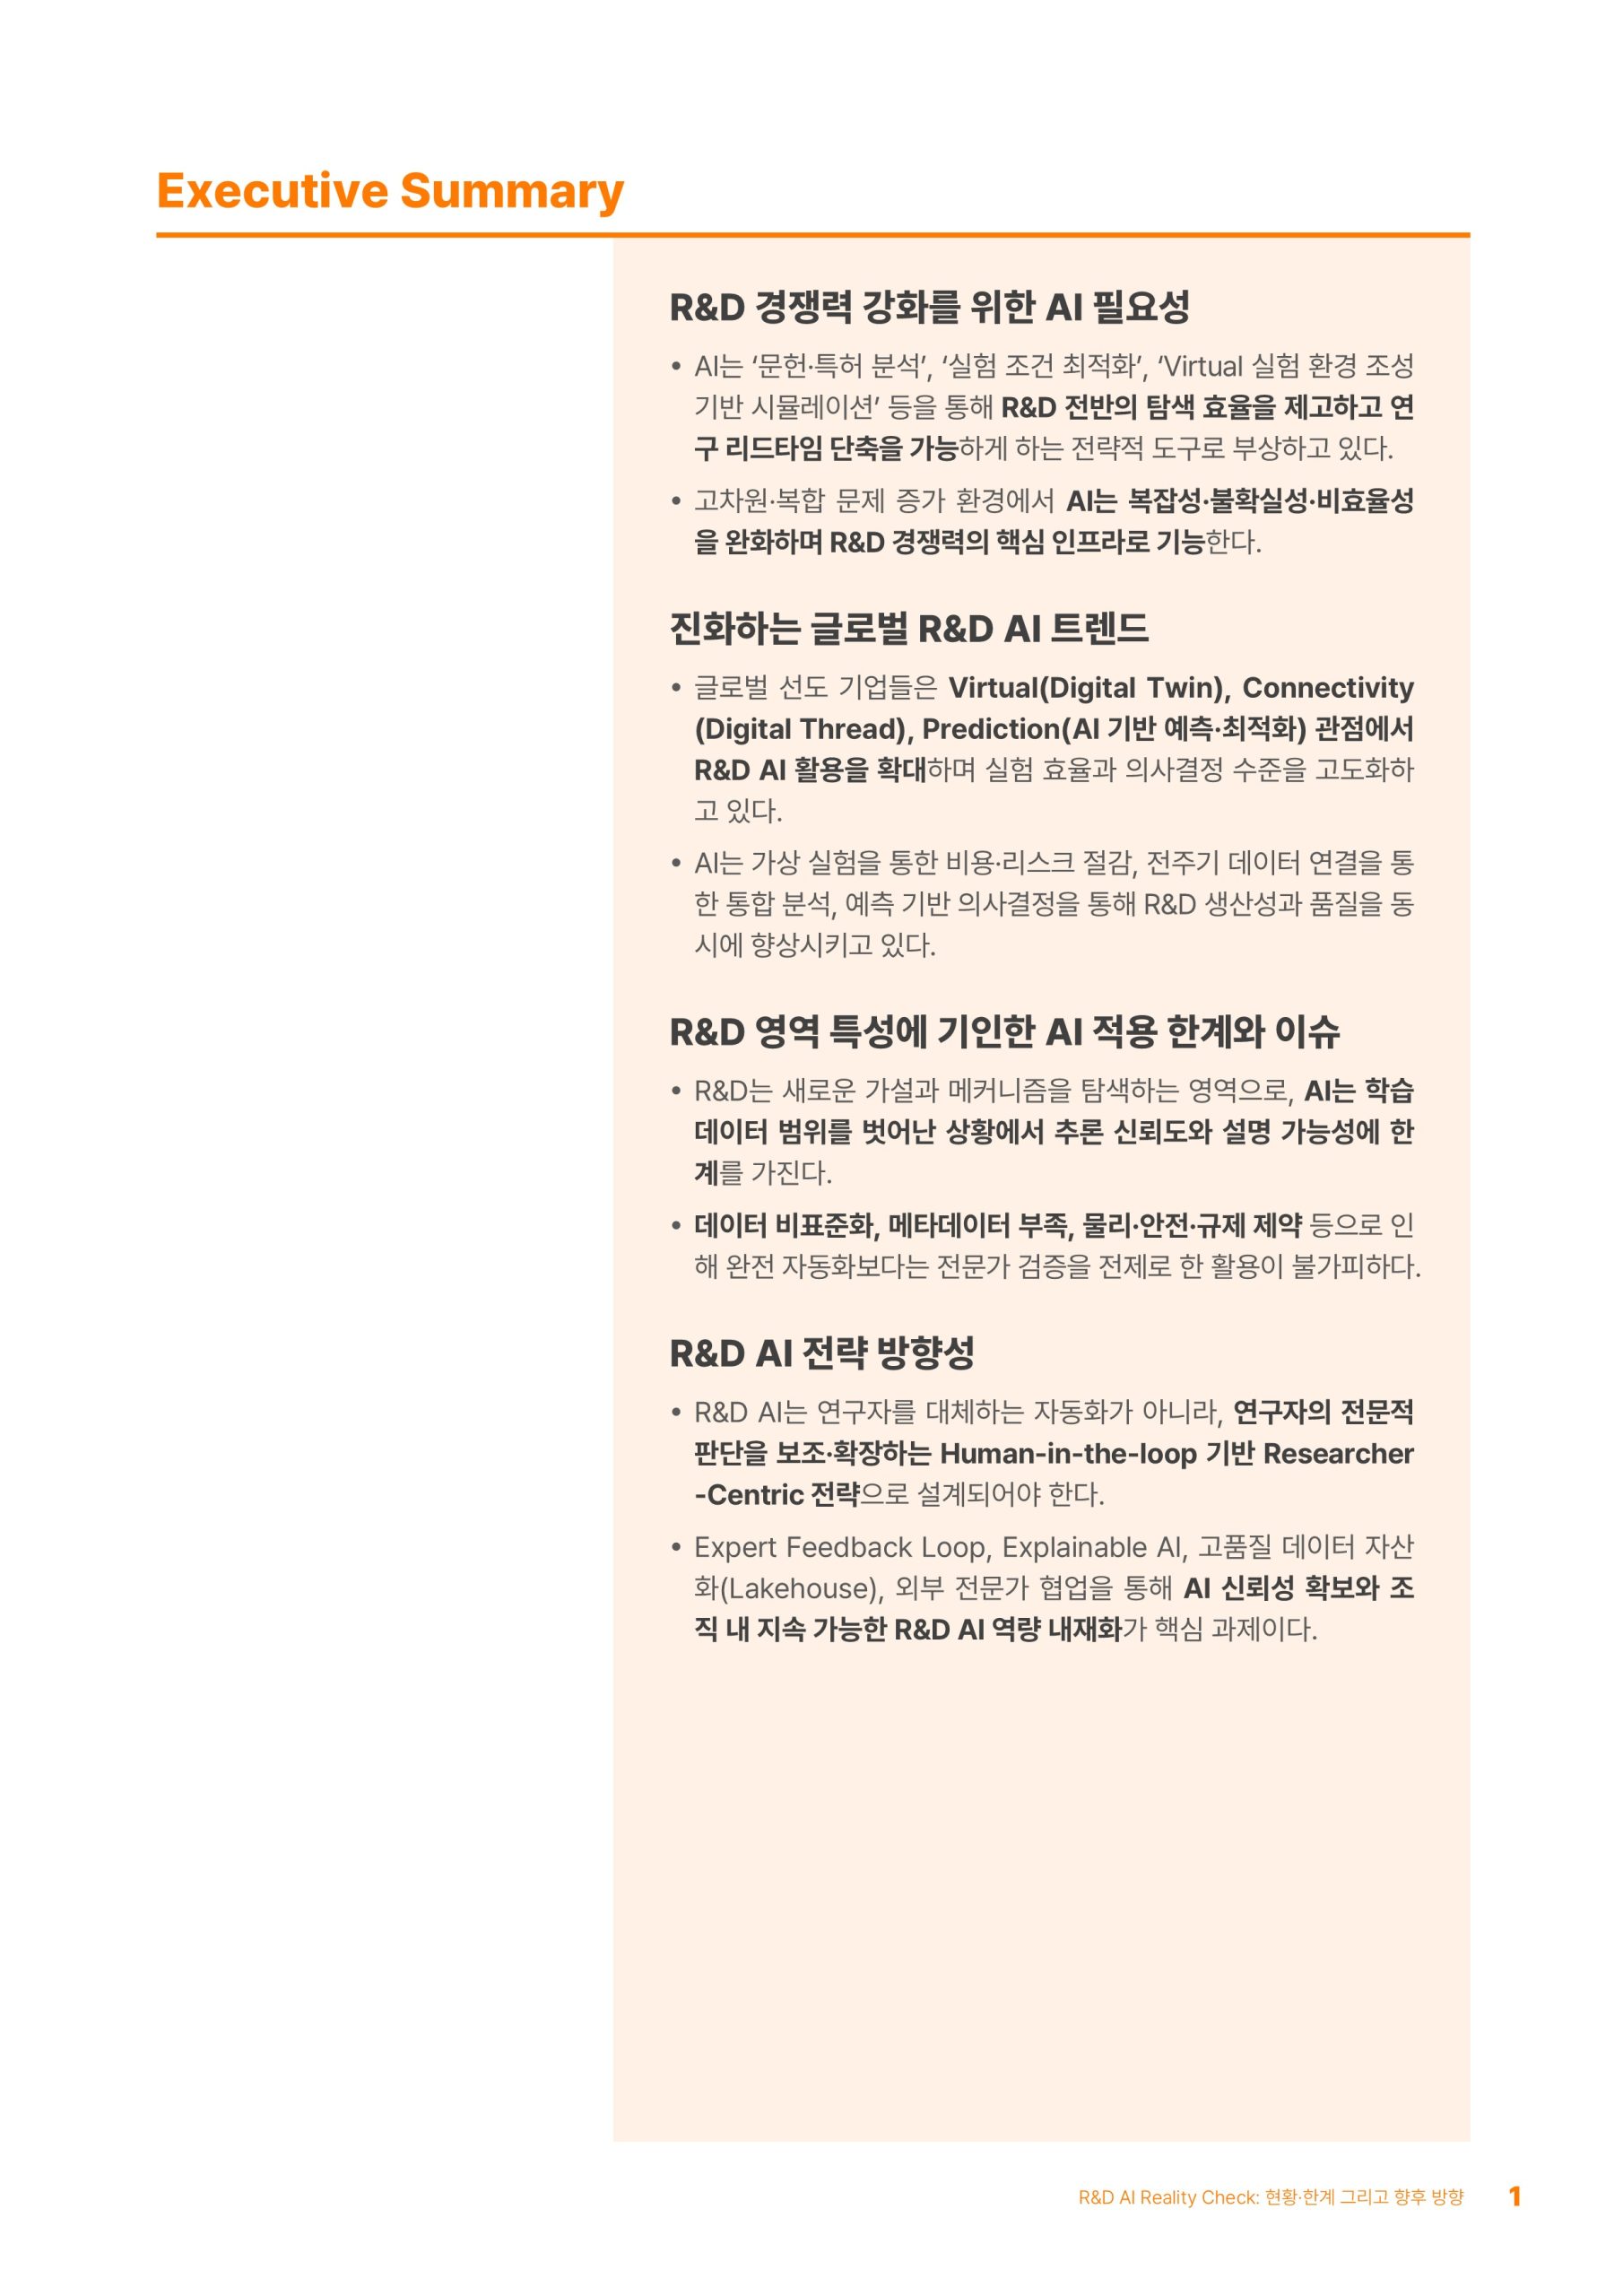 Executive Summary
R&D 경쟁력 강화를 위한 AI 필요성
• AI는 ‘문헌·특허 분석’, ‘실험 조건 최적화’, ‘Virtual 실험 환경 조성
기반 시뮬레이션’ 등을 통해 R&D 전반의 탐색 효율을 제고하고 연
구 리드타임 단축을 가능하게 하는 전략적 도구로 부상하고 있다.
• 고차원·복합 문제 증가 환경에서 AI는 복잡성·불확실성·비효율성
을 완화하며 R&D 경쟁력의 핵심 인프라로 기능한다.
진화하는 글로벌 R&D AI 트렌드
• 글로벌 선도 기업들은 Virtual(Digital Twin), Connectivity
(Digital Thread), Prediction(AI 기반 예측·최적화) 관점에서
R&D AI 활용을 확대하며 실험 효율과 의사결정 수준을 고도화하
고 있다.
• AI는 가상 실험을 통한 비용·리스크 절감, 전주기 데이터 연결을 통
한 통합 분석, 예측 기반 의사결정을 통해 R&D 생산성과 품질을 동
시에 향상시키고 있다.
R&D 영역 특성에 기인한 AI 적용 한계와 이슈
• R&D는 새로운 가설과 메커니즘을 탐색하는 영역으로, AI는 학습
데이터 범위를 벗어난 상황에서 추론 신뢰도와 설명 가능성에 한
계를 가진다.
• 데이터 비표준화, 메타데이터 부족, 물리·안전·규제 제약 등으로 인
해 완전 자동화보다는 전문가 검증을 전제로 한 활용이 불가피하다.
R&D AI 전략 방향성
• R&D AI는 연구자를 대체하는 자동화가 아니라, 연구자의 전문적
판단을 보조·확장하는 Human-in-the-loop 기반 Researcher
-Centric 전략으로 설계되어야 한다.
• Expert Feedback Loop, Explainable AI, 고품질 데이터 자산
화(Lakehouse), 외부 전문가 협업을 통해 AI 신뢰성 확보와 조
직 내 지속 가능한 R&D AI 역량 내재화가 핵심 과제이다.
R&D AI Reality Check: 현황·한계 그리고 향후 방향 1